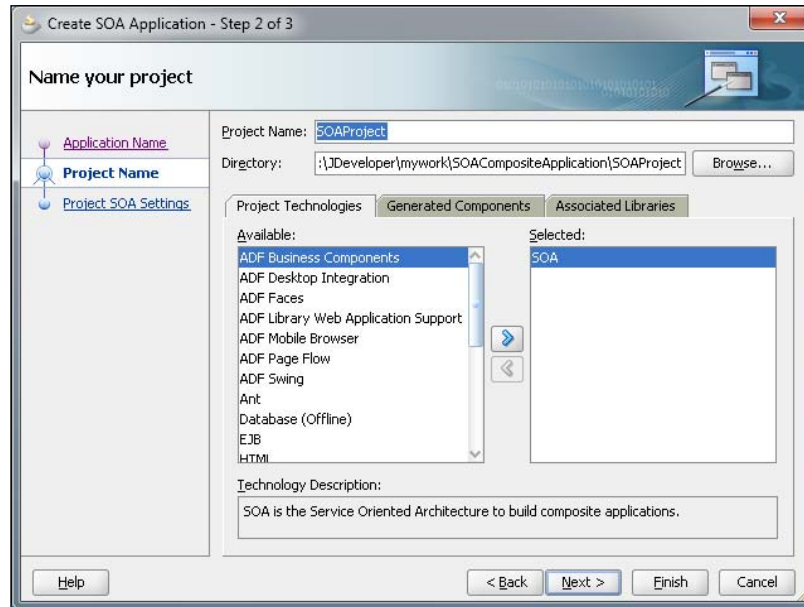 Create SOA Application - Step 2 of 3
Name your project
Application Name
Project Name
Project SOA Settings
Project Name: SOAProject
Directory: :\JDeveloper\mywork\SOACompositeApplication\SOAProject Browse...
Project Technologies Generated Components Associated Libraries
Available:
ADF Business Components
ADF Desktop Integration
ADF Faces
ADF Library Web Application Support
ADF Mobile Browser
ADF Page Flow
ADF Swing
Ant
Database (Offline)
EJB
HTML
Selected:
SOA
Technology Description:
SOA is the Service Oriented Architecture to build composite applications.
Help < Back Next > Finish Cancel